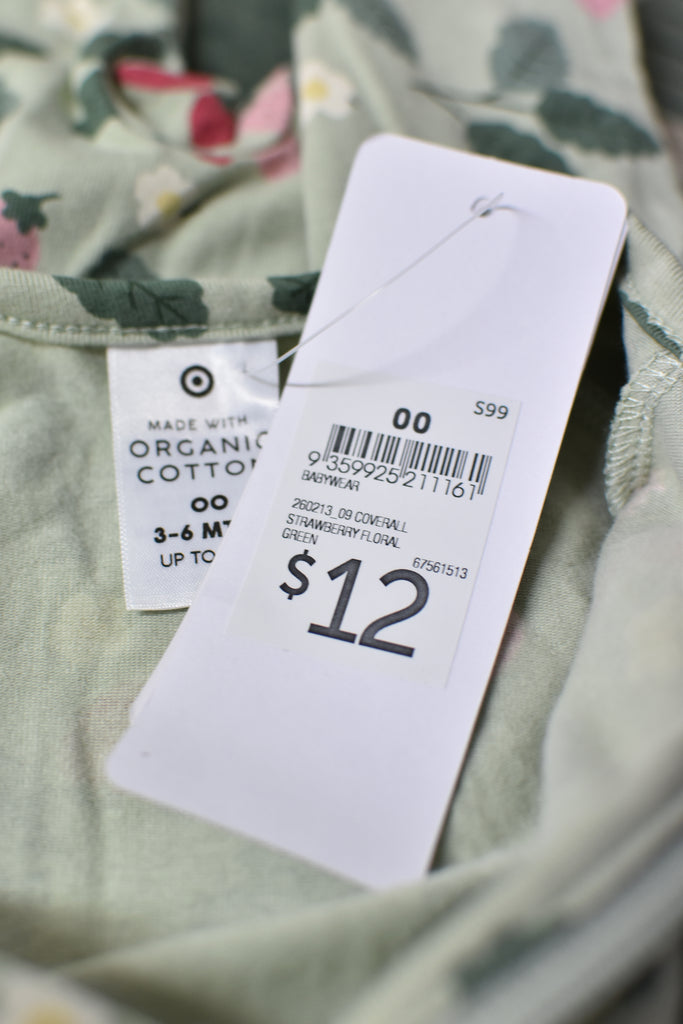 MADE WITH
ORGANIC
COTTO
00
3-6 M
UP TO
S99
00
9 359925 211161
BABYWEAR
260213_09 COVERALL
STRAWBERRY FLORAL
GREEN
67561513
$12